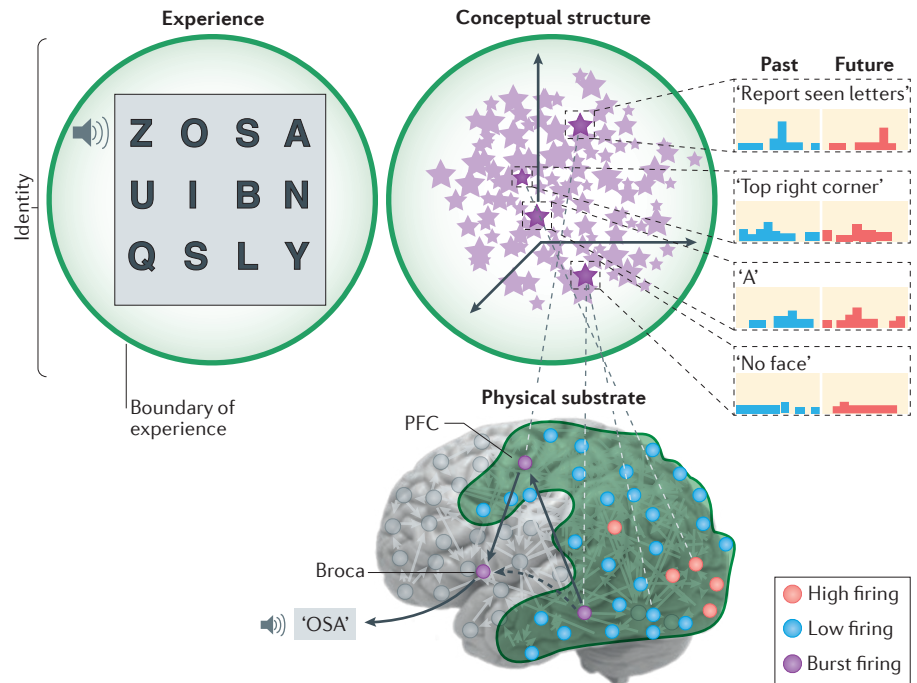 Experience
Conceptual structure
Past
Future
Identity
Z O S A
U I B N
Q S L Y
Boundary of
experience
'Report seen letters'
'Top right corner'
'A'
'No face'
Physical substrate
PFC
Broca
'OSA'
High firing
Low firing
Burst firing